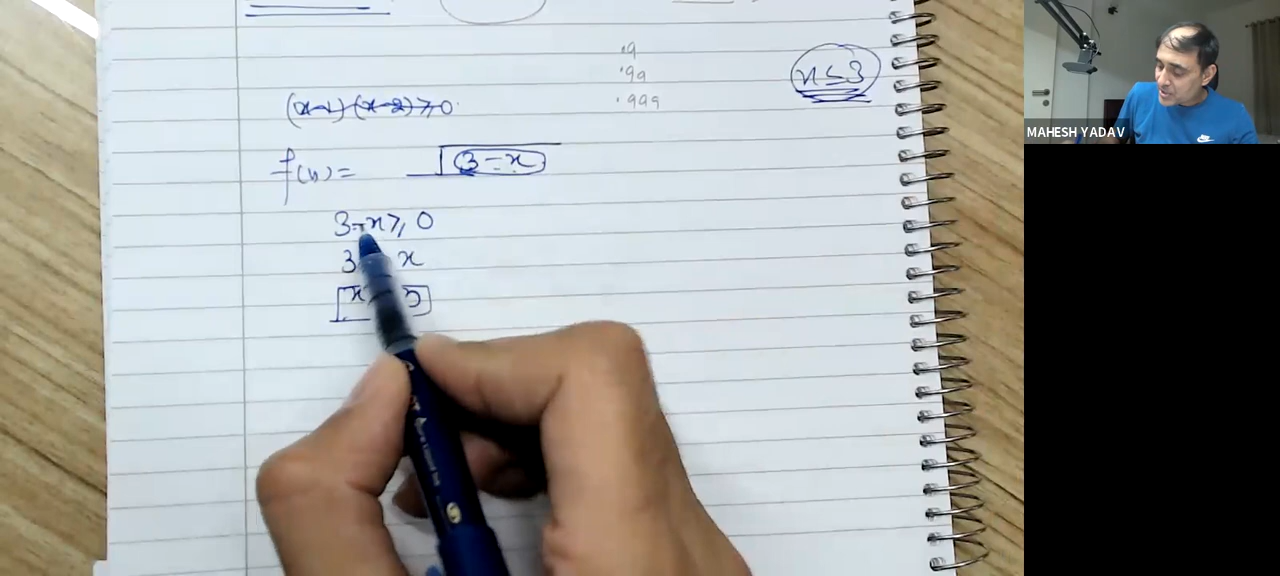 .9
.99
.999
x ≤ 3
(x-1)(x-2) ≥ 0
f(x) = √3-x
3-x ≥ 0
3 x
x
MAHESH YADAV